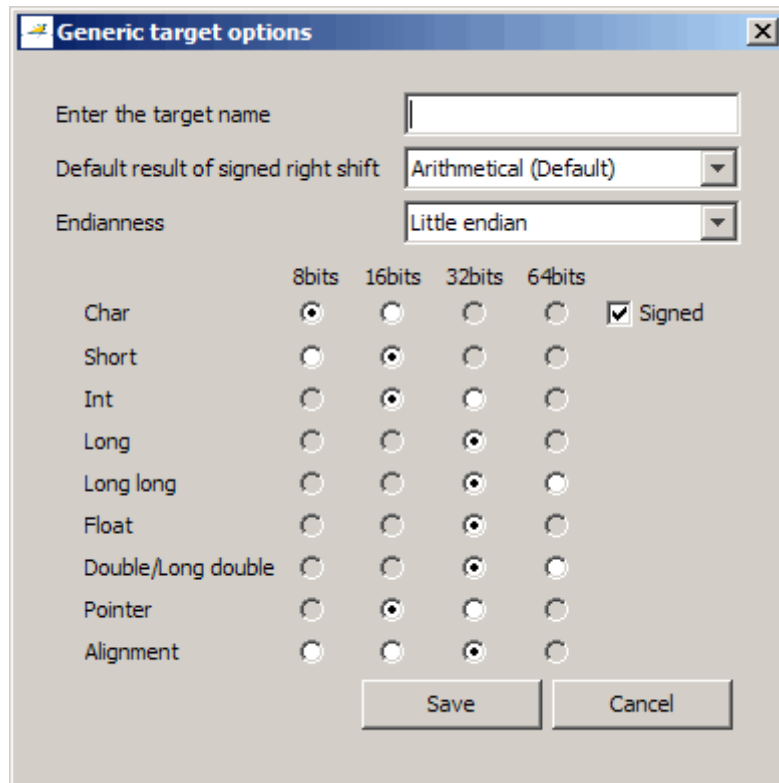 Generic target options
Enter the target name
Default result of signed right shift Arithmetical (Default)
Endianness Little endian
8bits 16bits 32bits 64bits
Char Signed
Short
Int
Long
Long long
Float
Double/Long double
Pointer
Alignment
Save Cancel